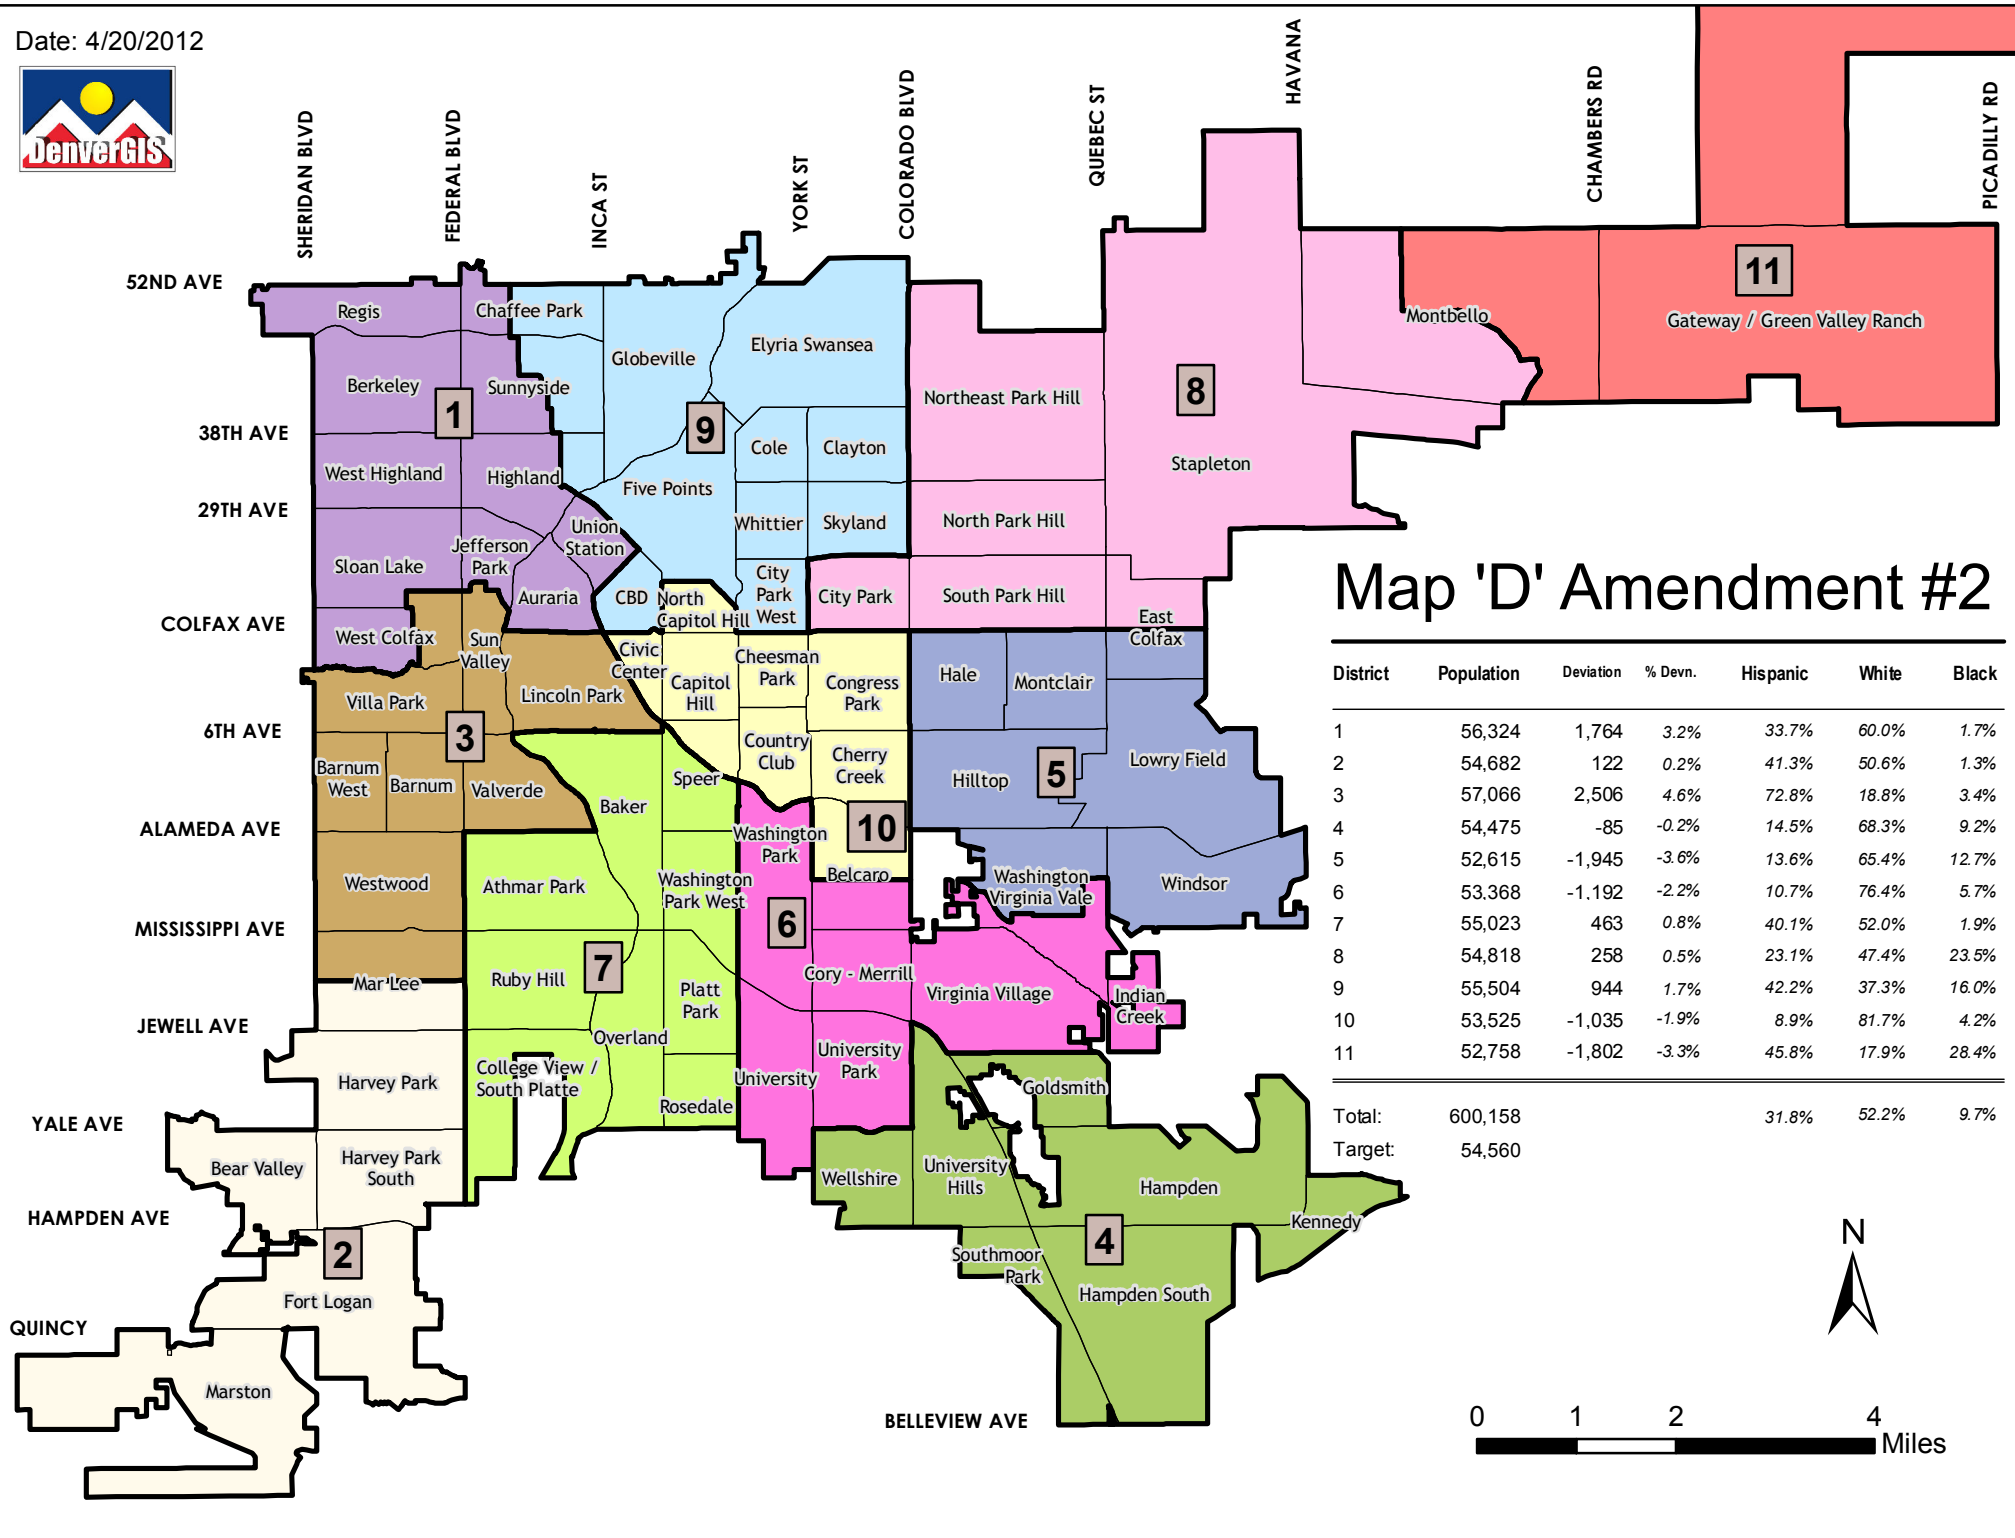 Date: 4/20/2012
DenverGIS
SHERIDAN BLVD
FEDERAL BLVD
INCA ST
YORK ST
COLORADO BLVD
QUEBEC ST
HAVANA
CHAMBERS RD
PICADILLY RD
52ND AVE
38TH AVE
29TH AVE
COLFAX AVE
6TH AVE
ALAMEDA AVE
MISSISSIPPI AVE
JEWELL AVE
YALE AVE
HAMPDEN AVE
QUINCY
BELLEVIEW AVE
Regis
Chaffee Park
Berkeley
Sunnyside
1
West Highland
Highland
Union
Station
Jefferson
Park
Sloan Lake
Auraria
West Colfax
Globeville
Elyria Swansea
9
Cole
Clayton
Five Points
Whittier
Skyland
CBD
City
Park
West
North
Capitol Hill
Northeast Park Hill
8
Stapleton
North Park Hill
City Park
South Park Hill
East
Colfax
Montbello
11
Gateway / Green Valley Ranch
Sun
Valley
Villa Park
Lincoln Park
3
Barnum
West
Barnum
Valverde
Westwood
Mar Lee
Civic
Center
Capitol
Hill
Cheesman
Park
Congress
Park
Country
Club
Cherry
Creek
10
Belcaro
Hale
Montclair
Hilltop
5
Lowry Field
Washington
Virginia Vale
Windsor
Speer
Baker
Athmar Park
Washington
Park West
Ruby Hill
7
Platt
Park
Overland
College View /
South Platte
Rosedale
Washington
Park
6
Cory - Merrill
Virginia Village
Indian
Creek
University
University
Park
Goldsmith
Wellshire
University
Hills
Hampden
Kennedy
4
Southmoor
Park
Hampden South
Harvey Park
Bear Valley
Harvey Park
South
2
Fort Logan
Marston
Map 'D' Amendment #2
District Population Deviation % Devn. Hispanic White Black
1 56,324 1,764 3.2% 33.7% 60.0% 1.7%
2 54,682 122 0.2% 41.3% 50.6% 1.3%
3 57,066 2,506 4.6% 72.8% 18.8% 3.4%
4 54,475 -85 -0.2% 14.5% 68.3% 9.2%
5 52,615 -1,945 -3.6% 13.6% 65.4% 12.7%
6 53,368 -1,192 -2.2% 10.7% 76.4% 5.7%
7 55,023 463 0.8% 40.1% 52.0% 1.9%
8 54,818 258 0.5% 23.1% 47.4% 23.5%
9 55,504 944 1.7% 42.2% 37.3% 16.0%
10 53,525 -1,035 -1.9% 8.9% 81.7% 4.2%
11 52,758 -1,802 -3.3% 45.8% 17.9% 28.4%
Total: 600,158 31.8% 52.2% 9.7%
Target: 54,560
N
0 1 2 4
Miles